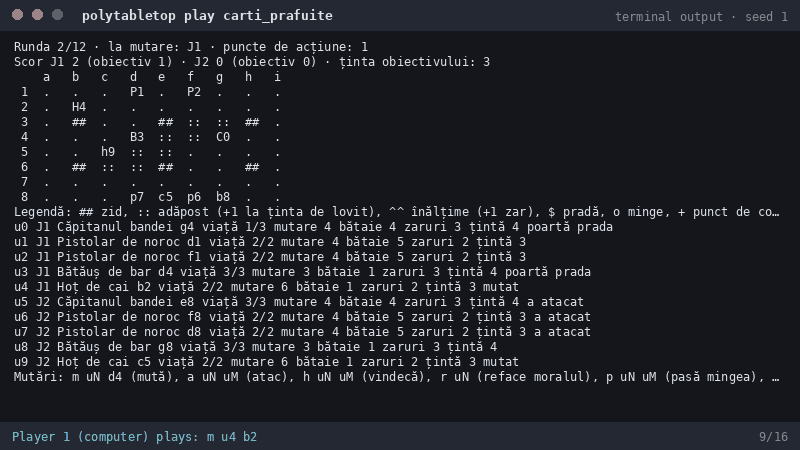 polytabletop play carti_prafuite
terminal output · seed 1
Runda 2/12 · la mutare: J1 · puncte de acțiune: 1
Scor J1 2 (obiectiv 1) · J2 0 (obiectiv 0) · ținta obiectivului: 3
a b c d e f g h i
1 . . . P1 . P2 . . .
2 . H4 . . . . . . .
3 . ## . . ## :: :: ## .
4 . . . B3 :: :: C0 . .
5 . . h9 :: :: . . . .
6 . ## :: :: ## . . ## .
7 . . . . . . . . .
8 . . . p7 c5 p6 b8 . .
Legendă: ## zid, :: adăpost (+1 la ținta de lovit), ^^ înălțime (+1 zar), $ pradă, o minge, + punct de co…
u0 J1 Căpitanul bandei g4 viață 1/3 mutare 4 bătaie 4 zaruri 3 țintă 4 poartă prada
u1 J1 Pistolar de noroc d1 viață 2/2 mutare 4 bătaie 5 zaruri 2 țintă 3
u2 J1 Pistolar de noroc f1 viață 2/2 mutare 4 bătaie 5 zaruri 2 țintă 3
u3 J1 Bătăuș de bar d4 viață 3/3 mutare 3 bătaie 1 zaruri 3 țintă 4 poartă prada
u4 J1 Hoț de cai b2 viață 2/2 mutare 6 bătaie 1 zaruri 2 țintă 3 mutat
u5 J2 Căpitanul bandei e8 viață 3/3 mutare 4 bătaie 4 zaruri 3 țintă 4 a atacat
u6 J2 Pistolar de noroc f8 viață 2/2 mutare 4 bătaie 5 zaruri 2 țintă 3 a atacat
u7 J2 Pistolar de noroc d8 viață 2/2 mutare 4 bătaie 5 zaruri 2 țintă 3 a atacat
u8 J2 Bătăuș de bar g8 viață 3/3 mutare 3 bătaie 1 zaruri 3 țintă 4
u9 J2 Hoț de cai c5 viață 2/2 mutare 6 bătaie 1 zaruri 2 țintă 3 mutat
Mutări: m uN d4 (mută), a uN uM (atac), h uN uM (vindecă), r uN (reface moralul), p uN uM (pasă mingea), …
Player 1 (computer) plays: m u4 b2
9/16